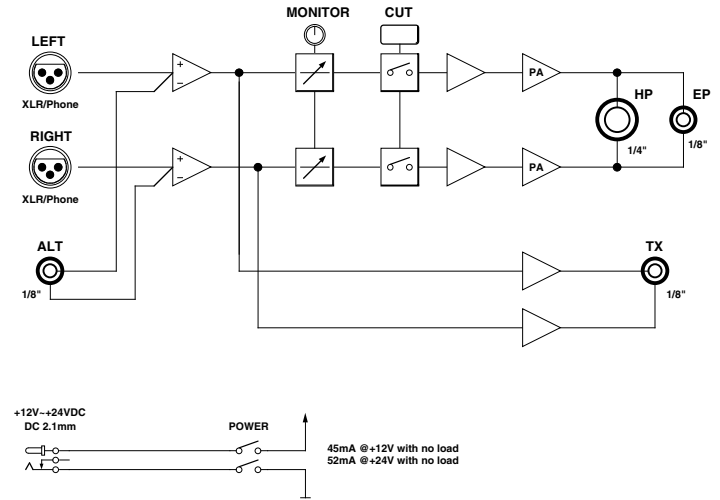 MONITOR
CUT
LEFT
+
−
PA
XLR/Phone
HP
EP
RIGHT
1/4"
1/8"
+
−
PA
XLR/Phone
ALT
TX
1/8"
1/8"
+12V~+24VDC
DC 2.1mm
POWER
45mA @+12V with no load
52mA @+24V with no load